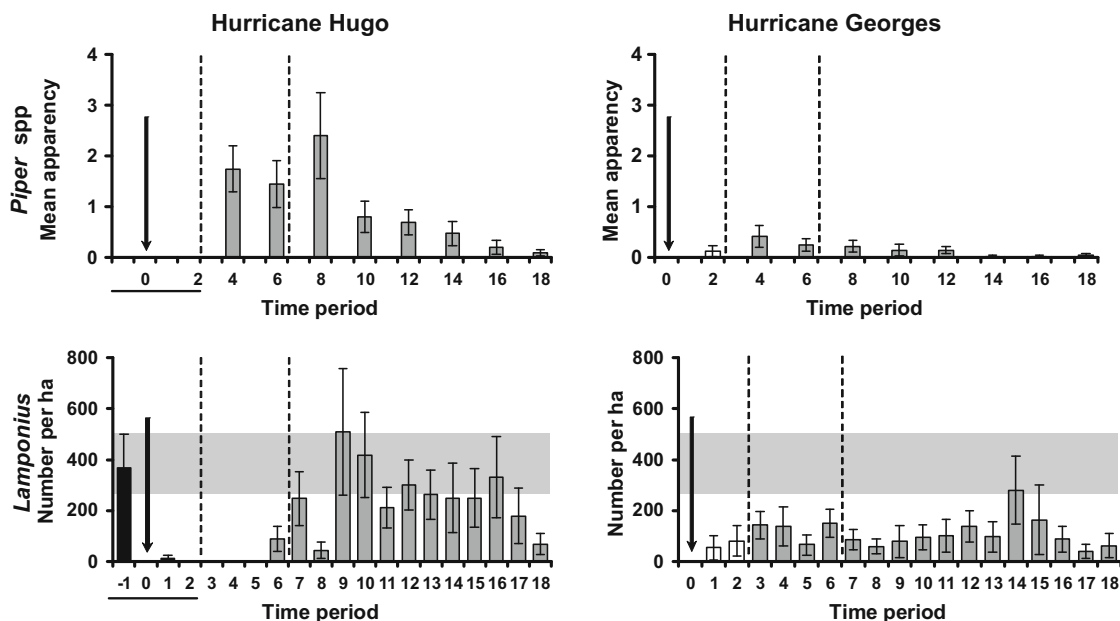 Hurricane Hugo
Hurricane Georges
Piper spp
Mean apparency
4
3
2
1
0
0 2 4 6 8 10 12 14 16 18
Time period
Mean apparency
4
3
2
1
0
0 2 4 6 8 10 12 14 16 18
Time period
Lamponius
Number per ha
800
600
400
200
0
-1 0 1 2 3 4 5 6 7 8 9 10 11 12 13 14 15 16 17 18
Time period
Number per ha
800
600
400
200
0
0 1 2 3 4 5 6 7 8 9 10 11 12 13 14 15 16 17 18
Time period